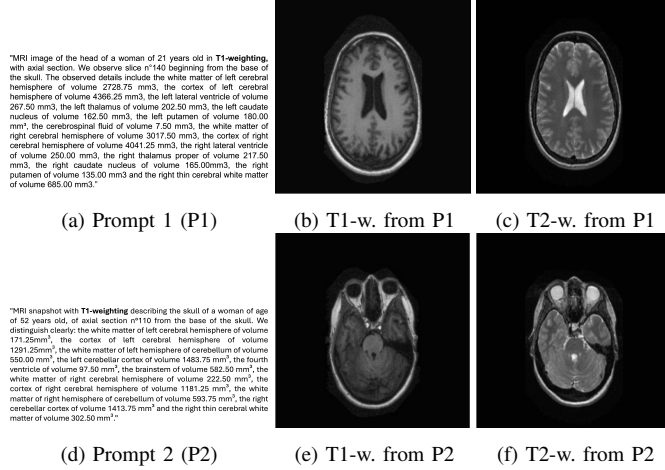 "MRI image of the head of a woman of 21 years old in T1-weighting,
with axial section. We observe slice n°140 beginning from the base of
the skull. The observed details include the white matter of left cerebral
hemisphere of volume 2728.75 mm3, the cortex of left cerebral
hemisphere of volume 4366.25 mm3, the left lateral ventricle of volume
267.50 mm3, the left thalamus of volume 202.50 mm3, the left caudate
nucleus of volume 162.50 mm3, the left putamen of volume 180.00
mm³, the cerebrospinal fluid of volume 7.50 mm3, the white matter of
right cerebral hemisphere of volume 3017.50 mm3, the cortex of right
cerebral hemisphere of volume 4041.25 mm3, the right lateral ventricle
of volume 250.00 mm3, the right thalamus proper of volume 217.50
mm3, the right caudate nucleus of volume 165.00mm3, the right
putamen of volume 135.00 mm3 and the right thin cerebral white matter
of volume 685.00 mm3."
(a) Prompt 1 (P1)
(b) T1-w. from P1
(c) T2-w. from P1
"MRI snapshot with T1-weighting describing the skull of a woman of age
of 52 years old, of axial section n°110 from the base of the skull. We
distinguish clearly: the white matter of left cerebral hemisphere of volume
171.25mm³, the cortex of left cerebral hemisphere of volume
1291.25mm³, the white matter of left hemisphere of cerebellum of volume
550.00 mm³, the left cerebellar cortex of volume 1483.75 mm³, the fourth
ventricle of volume 97.50 mm³, the brainstem of volume 582.50 mm³, the
white matter of right cerebral hemisphere of volume 222.50 mm³, the
cortex of right cerebral hemisphere of volume 1181.25 mm³, the white
matter of right hemisphere of cerebellum of volume 593.75 mm³, the right
cerebellar cortex of volume 1413.75 mm³ and the right thin cerebral white
matter of volume 302.50 mm³."
(d) Prompt 2 (P2)
(e) T1-w. from P2
(f) T2-w. from P2